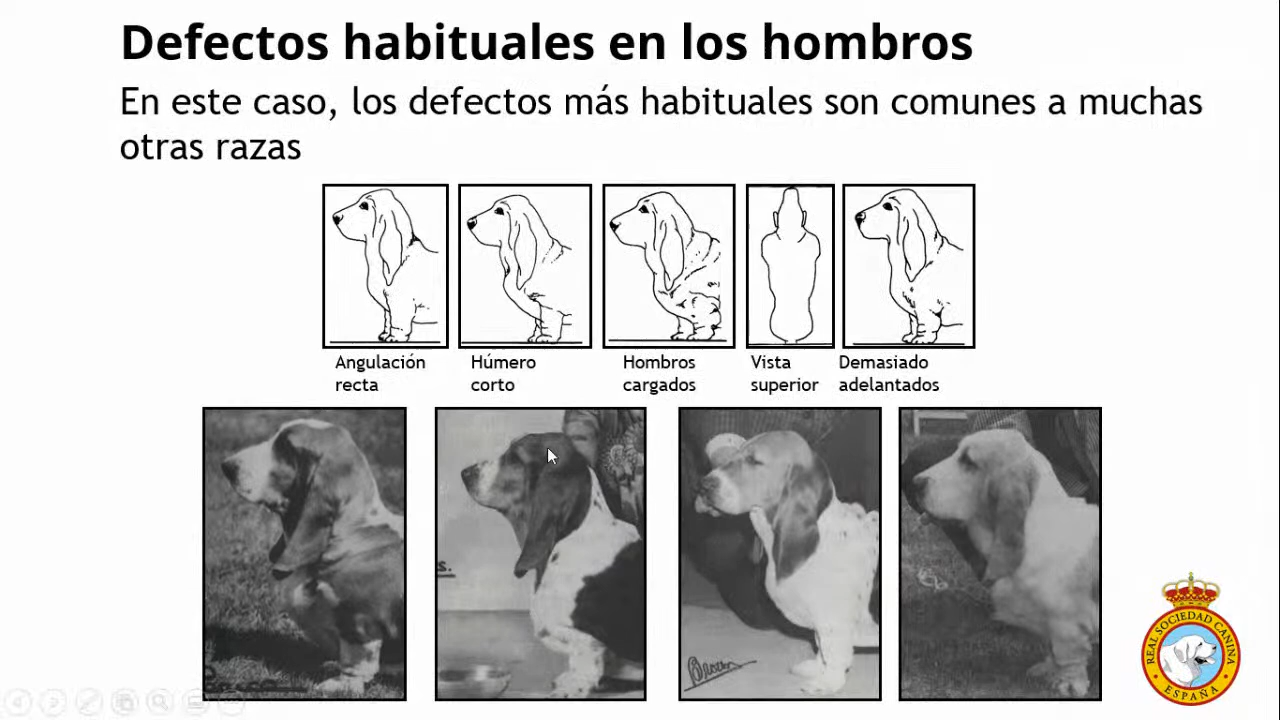 Defectos habituales en los hombros
En este caso, los defectos más habituales son comunes a muchas
otras razas
Angulación
recta
Húmero
corto
Hombros
cargados
Vista
superior
Demasiado
adelantados
s.
REAL SOCIEDAD CANINA
ESPAÑA